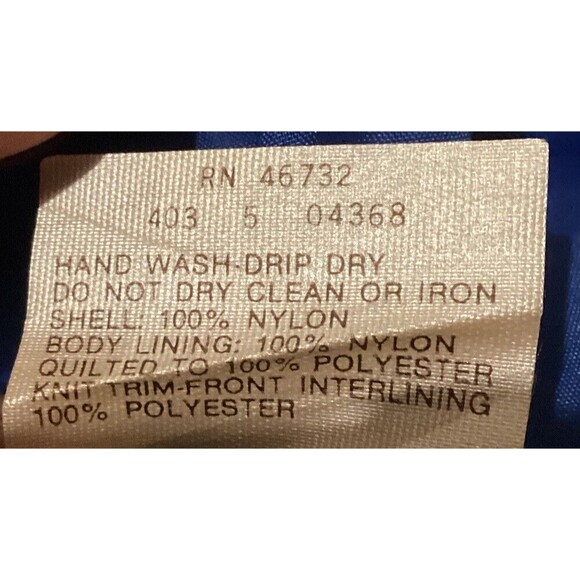 RN 46732
403 5 04368
HAND WASH-DRIP DRY
DO NOT DRY CLEAN OR IRON
SHELL: 100% NYLON
BODY LINING: 100% NYLON
QUILTED TO 100% POLYESTER
KNIT TRIM-FRONT INTERLINING
100% POLYESTER